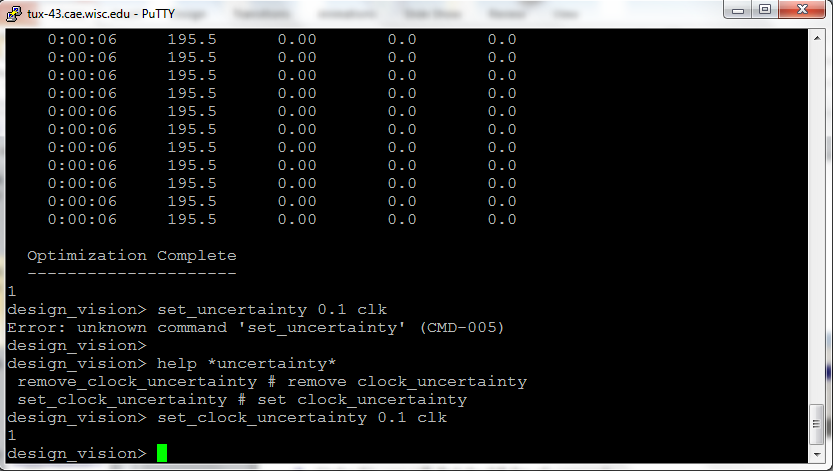 tux-43.cae.wisc.edu - PuTTY
0:00:06 195.5 0.00 0.0 0.0
0:00:06 195.5 0.00 0.0 0.0
0:00:06 195.5 0.00 0.0 0.0
0:00:06 195.5 0.00 0.0 0.0
0:00:06 195.5 0.00 0.0 0.0
0:00:06 195.5 0.00 0.0 0.0
0:00:06 195.5 0.00 0.0 0.0
0:00:06 195.5 0.00 0.0 0.0
0:00:06 195.5 0.00 0.0 0.0
0:00:06 195.5 0.00 0.0 0.0
0:00:06 195.5 0.00 0.0 0.0
Optimization Complete
---------------------
1
design_vision> set_uncertainty 0.1 clk
Error: unknown command 'set_uncertainty' (CMD-005)
design_vision>
design_vision> help *uncertainty*
remove_clock_uncertainty # remove clock_uncertainty
set_clock_uncertainty # set clock_uncertainty
design_vision> set_clock_uncertainty 0.1 clk
1
design_vision>